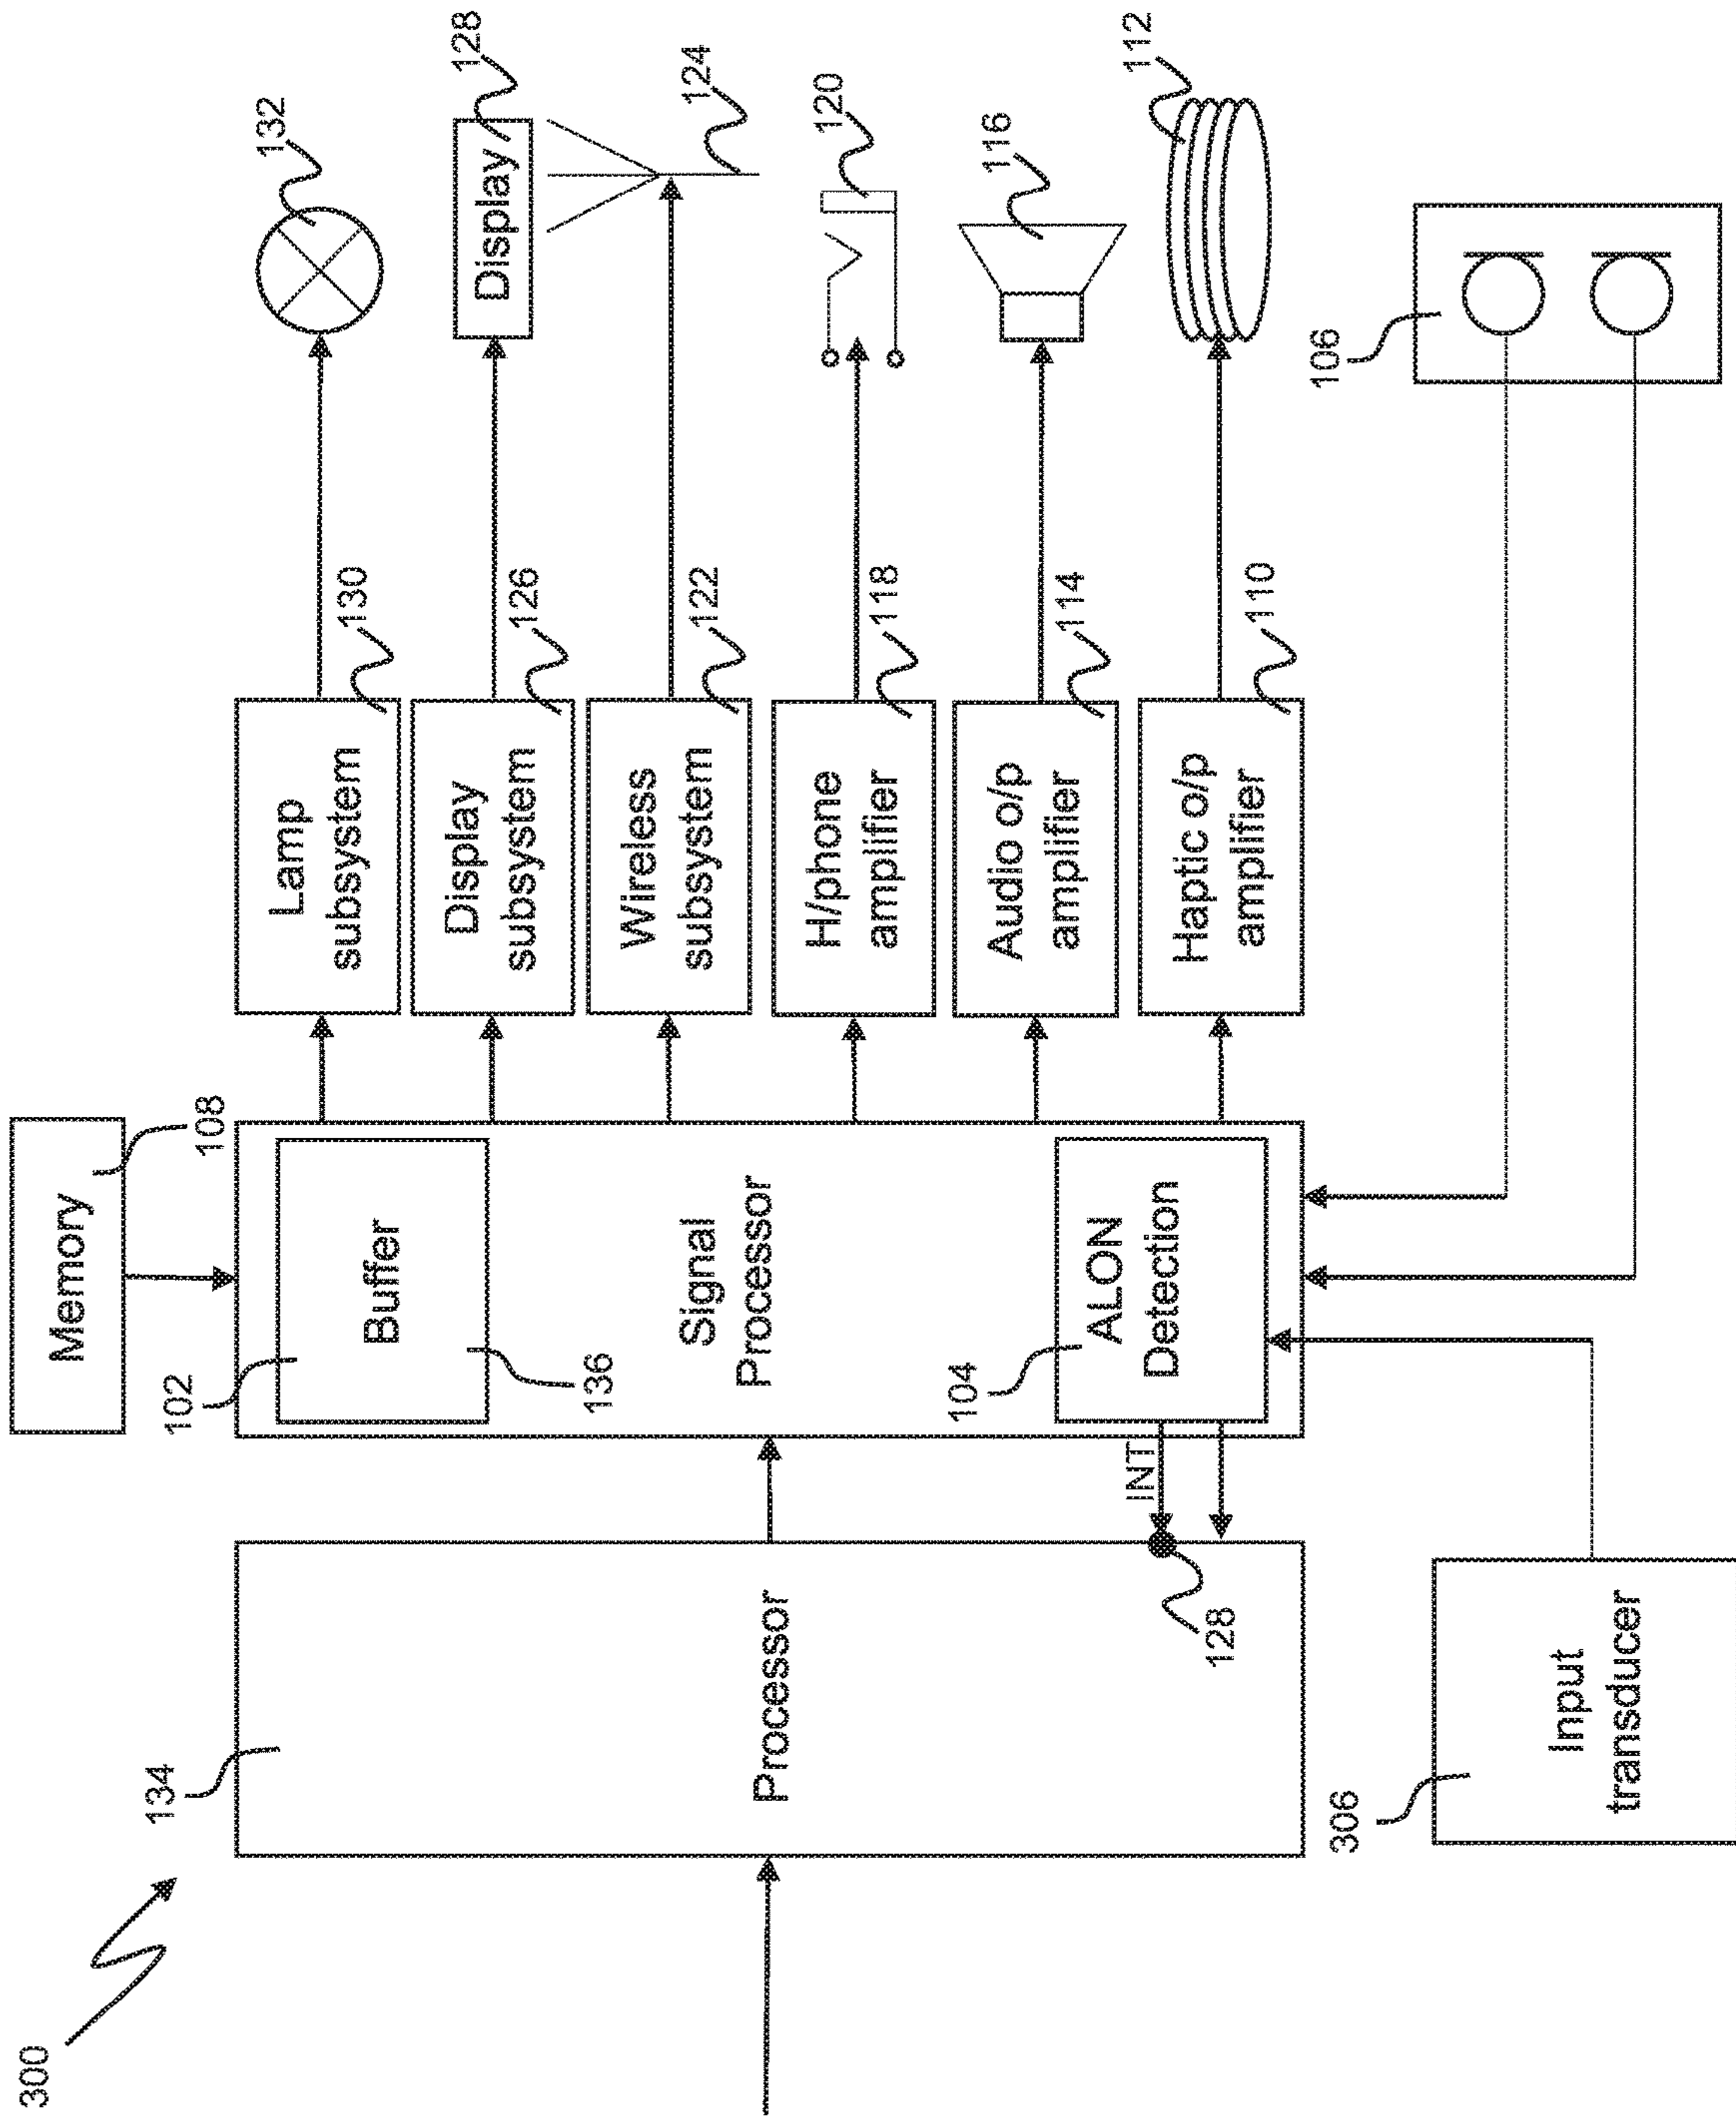 300
134
Processor
128
INT
306
Input
transducer
Memory
108
102
Buffer
136
Signal
Processor
104
ALON
Detection
Lamp
subsystem
130
132
Display
subsystem
126
Display
128
Wireless
subsystem
122
124
H/phone
amplifier
118
120
Audio o/p
amplifier
114
116
Haptic o/p
amplifier
110
112
106